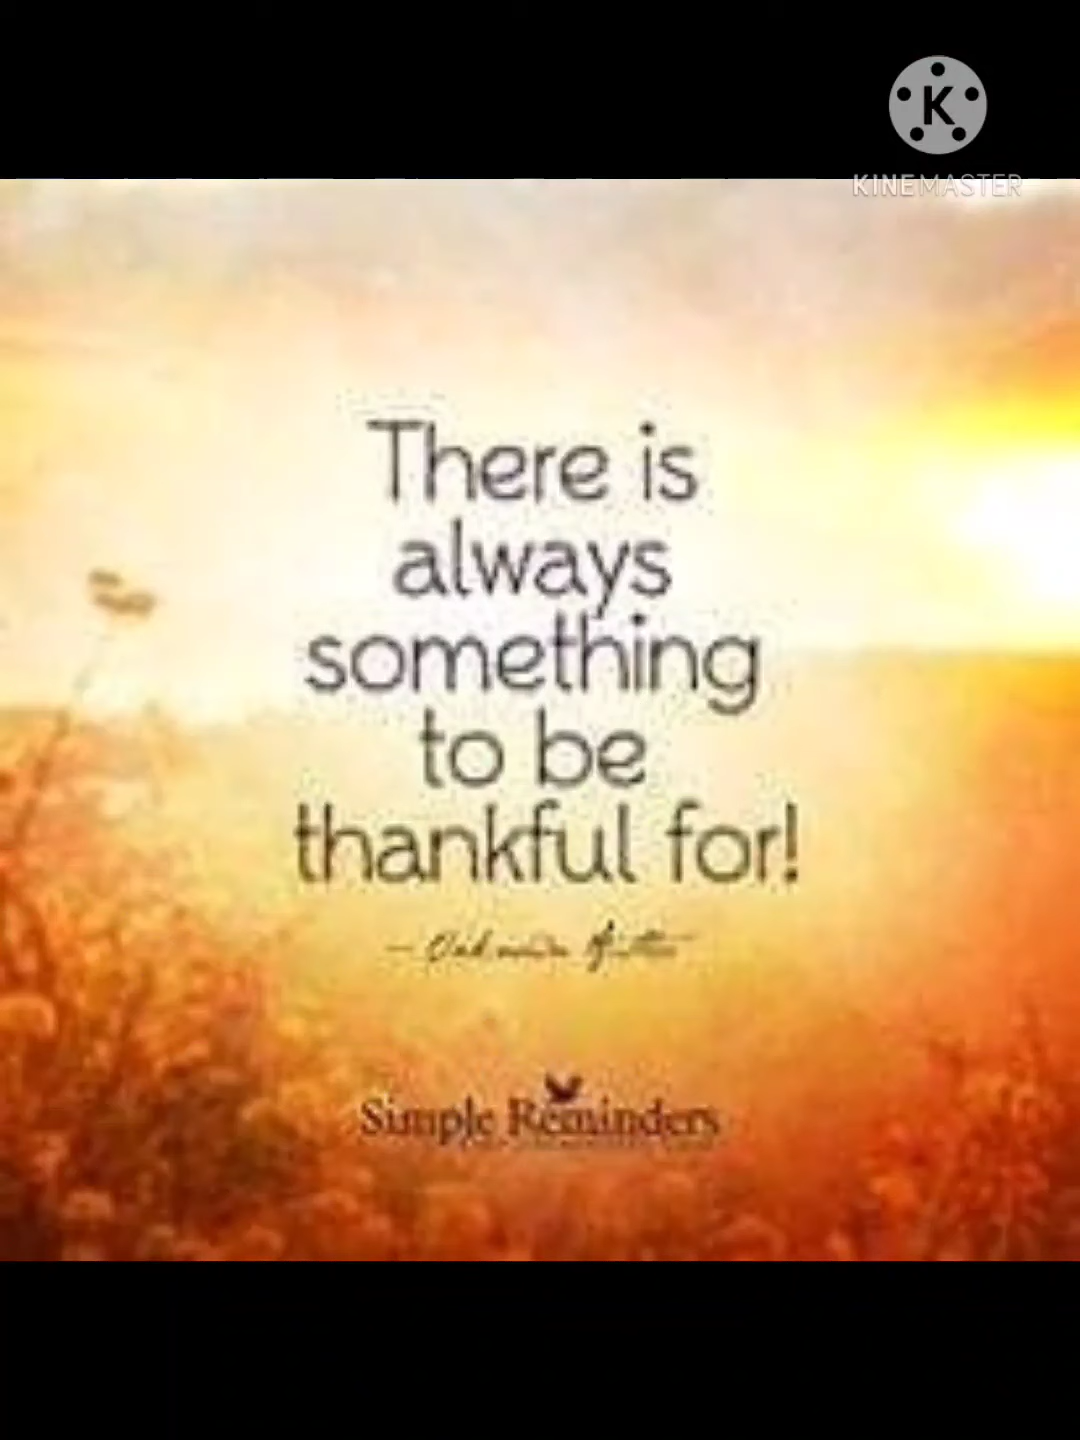 K
KINEMASTER
There is
always
something
to be
thankful for!
Simple Reminders